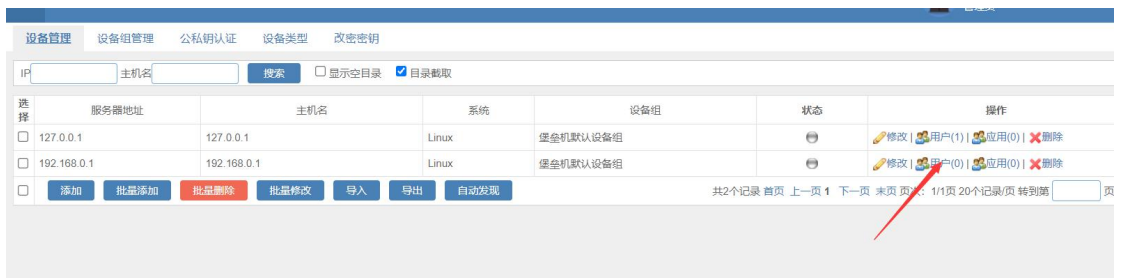 设备管理 设备组管理 公私钥认证 设备类型 改密密钥
IP 主机名 搜索 显示空目录 目录截取
选择 服务器地址 主机名 系统 设备组 状态 操作
127.0.0.1 127.0.0.1 Linux 堡垒机默认设备组 修改 | 用户(1) | 应用(0) | 删除
192.168.0.1 192.168.0.1 Linux 堡垒机默认设备组 修改 | 用户(0) | 应用(0) | 删除
添加 批量添加 批量删除 批量修改 导入 导出 自动发现 共2个记录 首页 上一页 1 下一页 末页 页次: 1/1页 20个记录/页 转到第 页